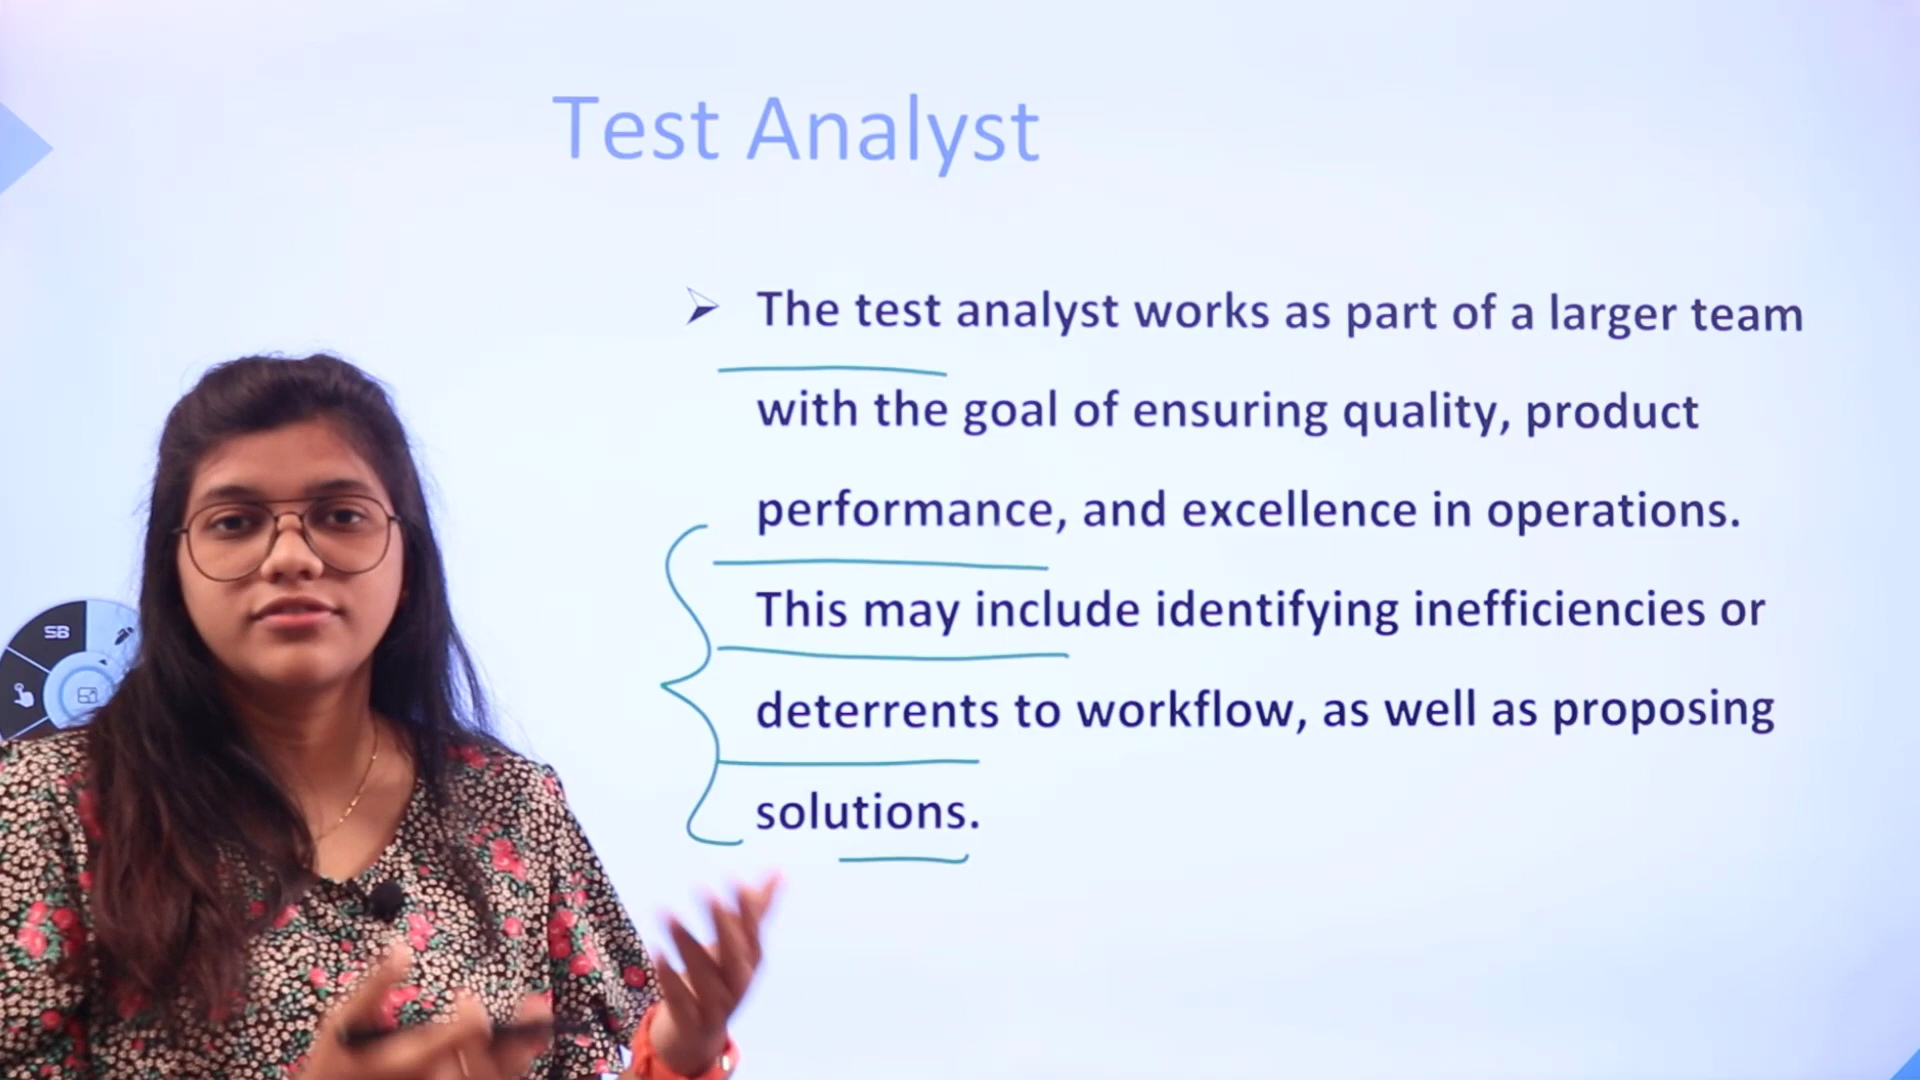 Test Analyst
➢ The test analyst works as part of a larger team
with the goal of ensuring quality, product
performance, and excellence in operations.
This may include identifying inefficiencies or
deterrents to workflow, as well as proposing
solutions.
SB